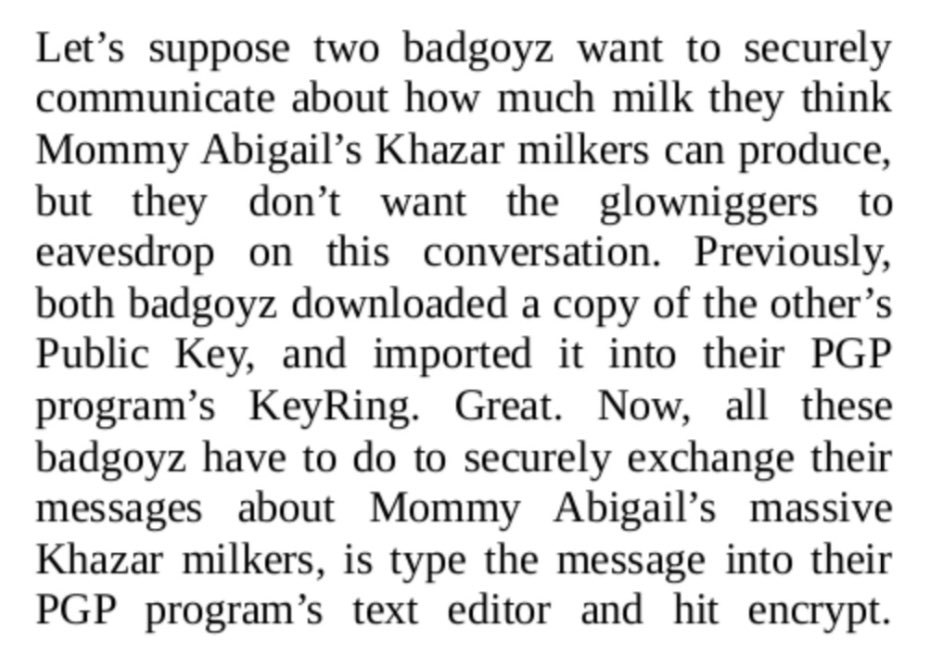 Let’s suppose two badgoyz want to securely
communicate about how much milk they think
Mommy Abigail’s Khazar milkers can produce,
but they don’t want the glowniggers to
eavesdrop on this conversation. Previously,
both badgoyz downloaded a copy of the other’s
Public Key, and imported it into their PGP
program’s KeyRing. Great. Now, all these
badgoyz have to do to securely exchange their
messages about Mommy Abigail’s massive
Khazar milkers, is type the message into their
PGP program’s text editor and hit encrypt.